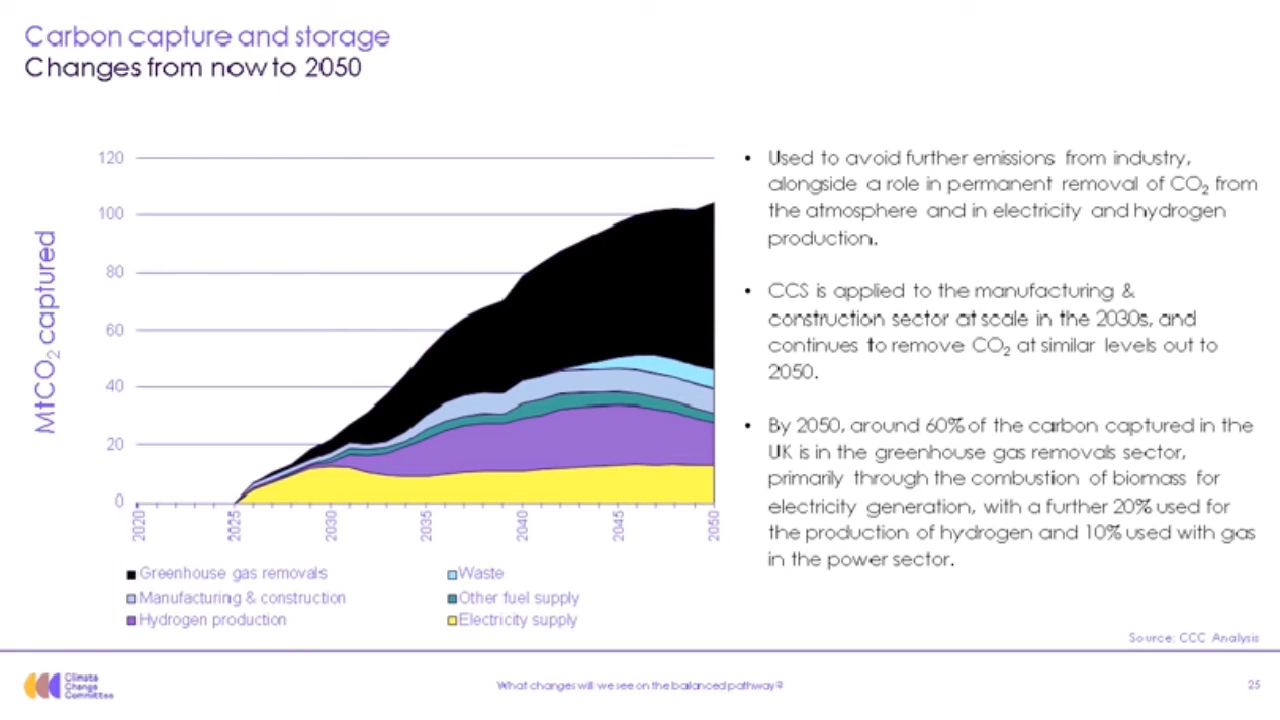 Carbon capture and storage
Changes from now to 2050
120
100
80
60
40
20
0
MtCO₂ captured
2020
2025
2030
2035
2040
2045
2050
Greenhouse gas removals
Waste
Manufacturing & construction
Other fuel supply
Hydrogen production
Electricity supply
• Used to avoid further emissions from industry,
alongside a role in permanent removal of CO₂ from
the atmosphere and in electricity and hydrogen
production.
• CCS is applied to the manufacturing &
construction sector at scale in the 2030s, and
continues to remove CO₂ at similar levels out to
2050.
• By 2050, around 60% of the carbon captured in the
UK is in the greenhouse gas removals sector,
primarily through the combustion of biomass for
electricity generation, with a further 20% used for
the production of hydrogen and 10% used with gas
in the power sector.
Source: CCC Analysis
Climate
Change
Committee
What changes will we see on the balanced pathway?
25